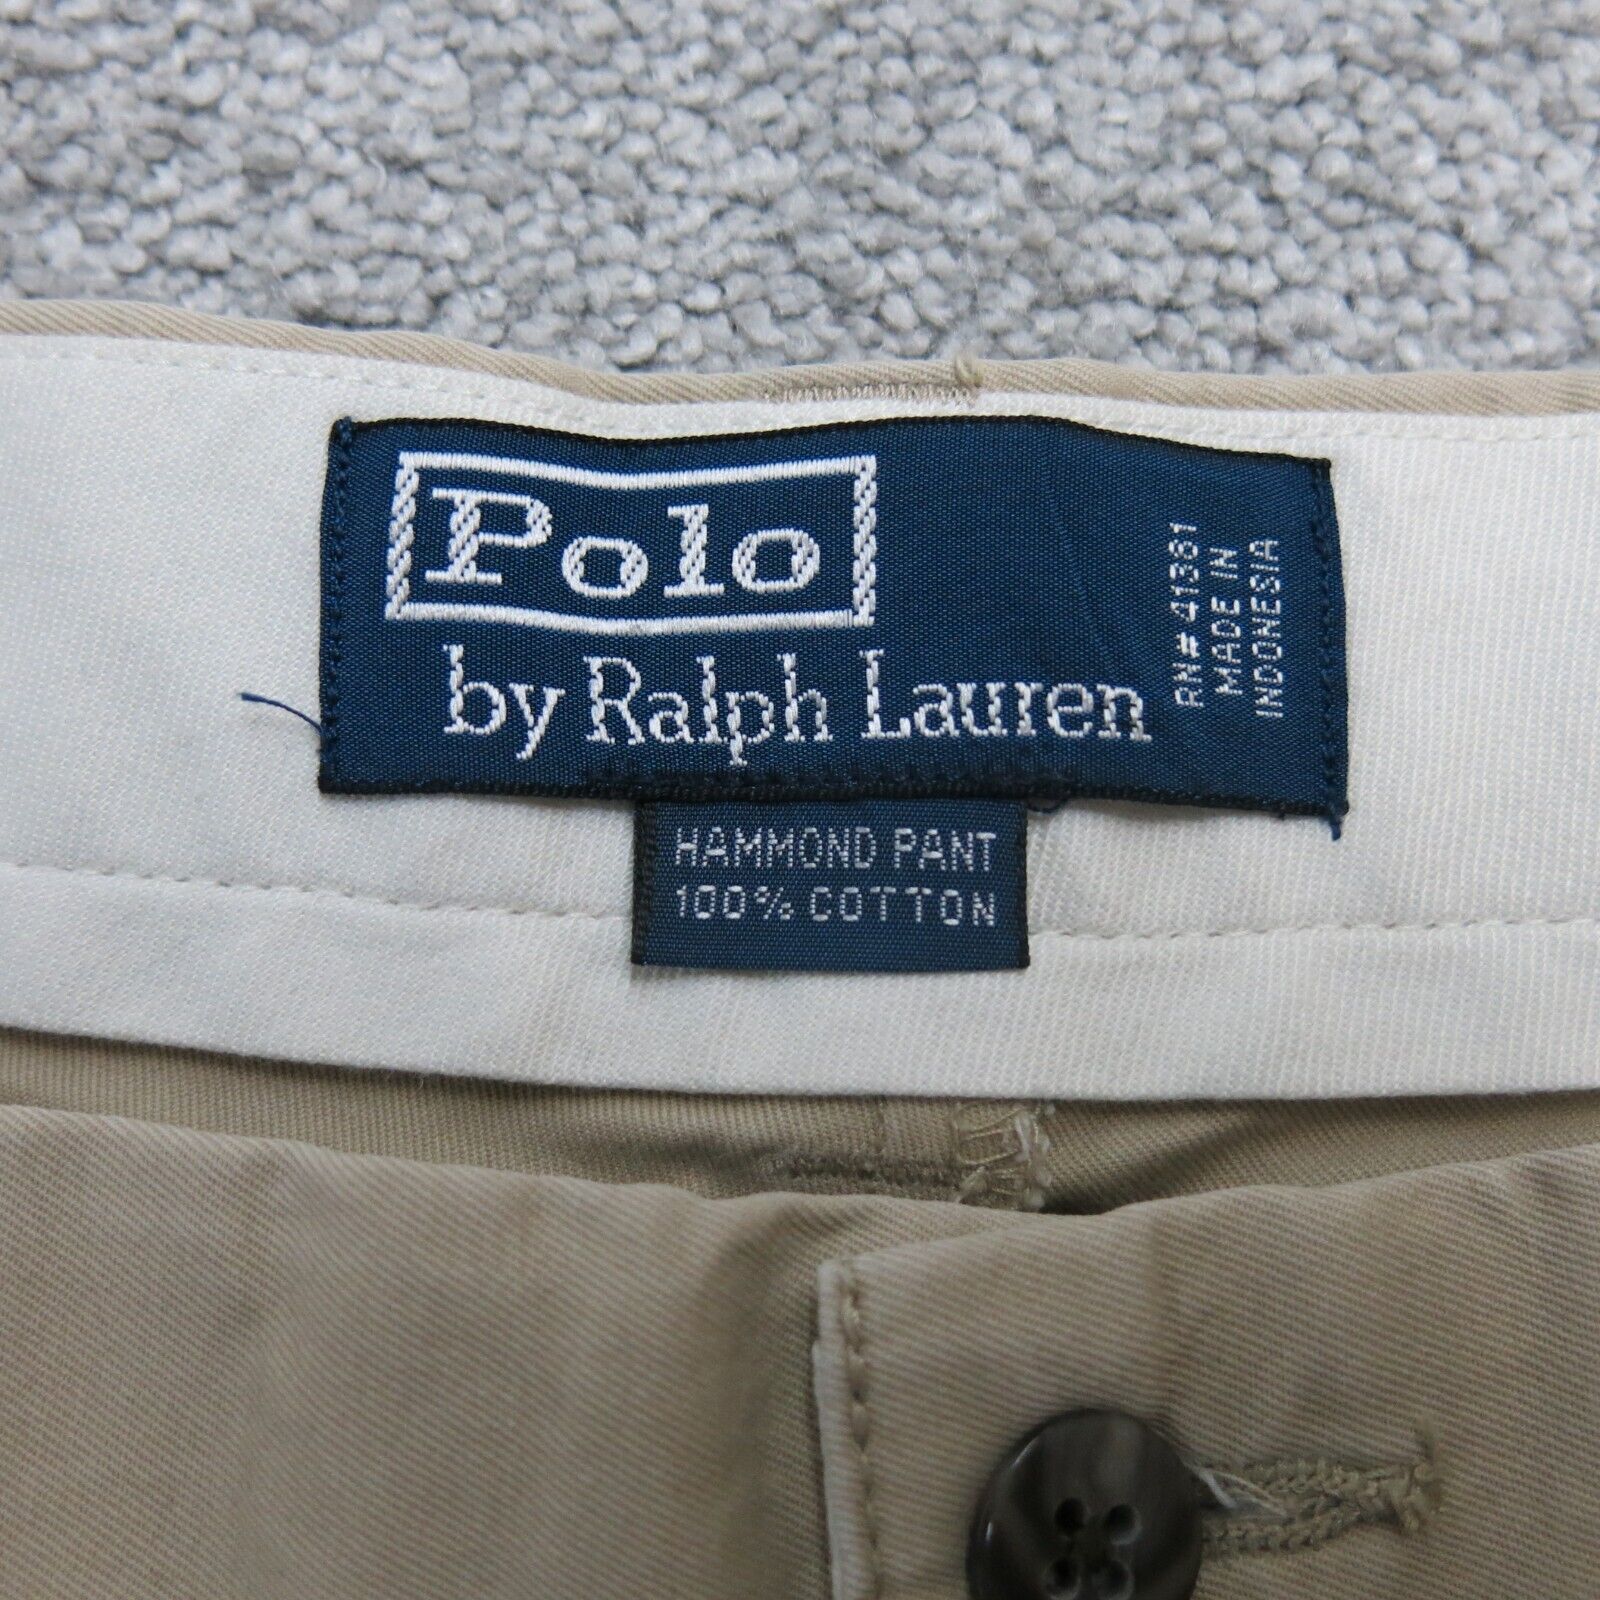 Polo
by Ralph Lauren
RN# 41381
MADE IN
INDONESIA
HAMMOND PANT
100% COTTON